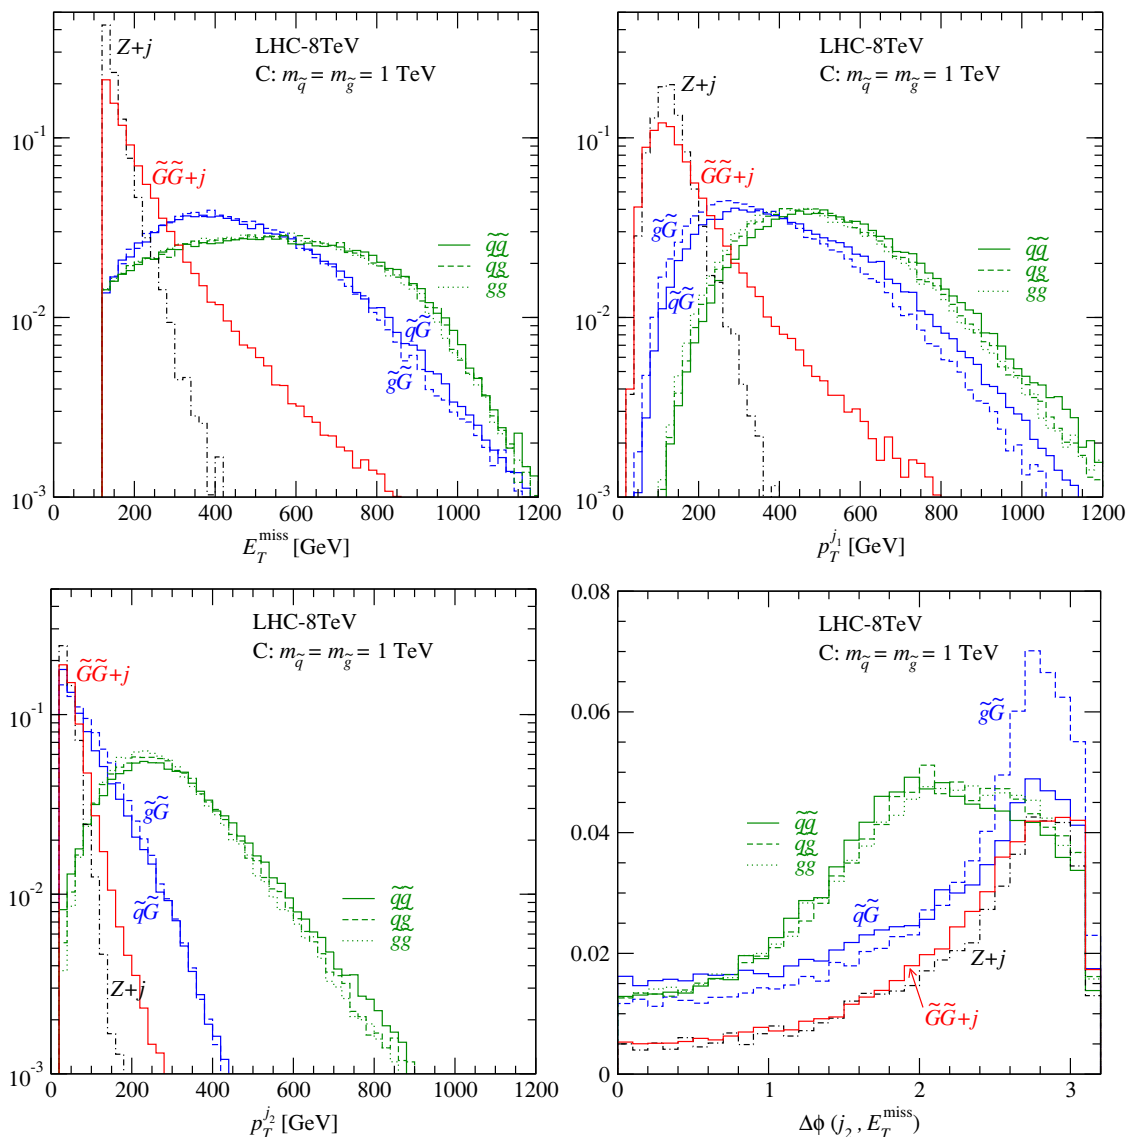 LHC-8TeV
C: m_q̃ = m_g̃ = 1 TeV
Z+j
G̃G̃+j
q̃q̃
q̃g̃
g̃g̃
q̃G̃
g̃G̃
10⁻¹
10⁻²
10⁻³
0 200 400 600 800 1000 1200
E_T^miss [GeV]
LHC-8TeV
C: m_q̃ = m_g̃ = 1 TeV
Z+j
G̃G̃+j
g̃G̃
q̃G̃
q̃q̃
q̃g̃
g̃g̃
10⁻¹
10⁻²
10⁻³
0 200 400 600 800 1000 1200
p_T^j₁ [GeV]
LHC-8TeV
C: m_q̃ = m_g̃ = 1 TeV
G̃G̃+j
g̃G̃
q̃G̃
Z+j
q̃q̃
q̃g̃
g̃g̃
10⁻¹
10⁻²
10⁻³
0 200 400 600 800 1000 1200
p_T^j₂ [GeV]
LHC-8TeV
C: m_q̃ = m_g̃ = 1 TeV
g̃G̃
q̃q̃
q̃g̃
g̃g̃
q̃G̃
Z+j
G̃G̃+j
0.08
0.06
0.04
0.02
0
0 1 2 3
Δϕ (j₂ , E_T^miss)